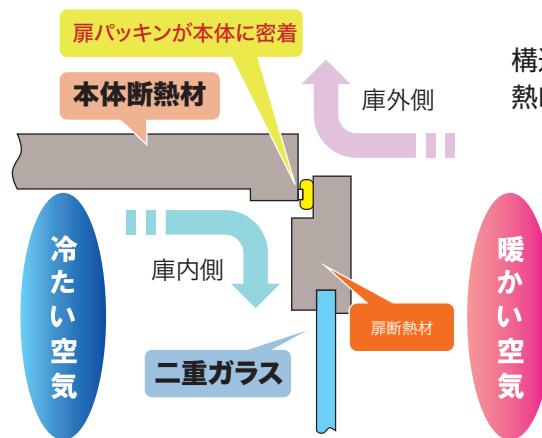 扉パッキンが本体に密着
本体断熱材
庫外側
冷たい空気
庫内側
暖かい空気
扉断熱材
二重ガラス